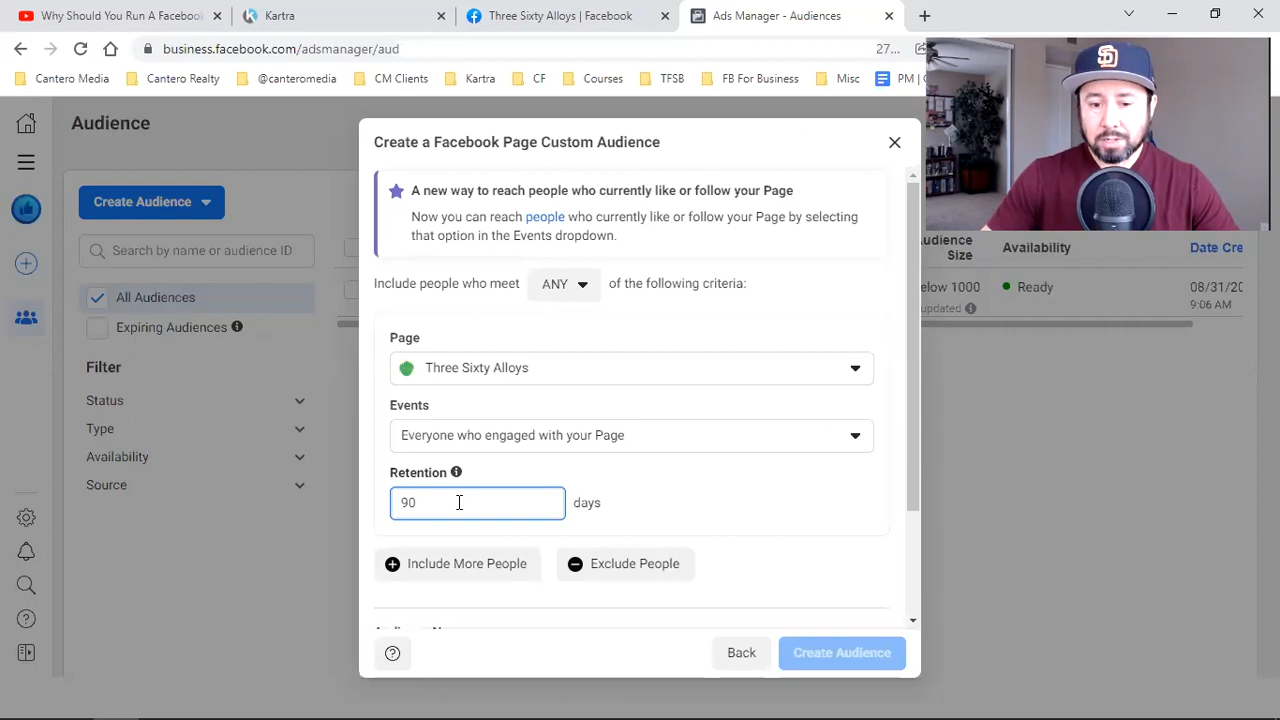 Why Should You Run A Facebook
Kartra
Three Sixty Alloys | Facebook
Ads Manager - Audiences
business.facebook.com/adsmanager/aud
27...
Cantero Media
Cantero Realty
@canteromedia
CM Clients
Kartra
CF
Courses
TFSB
FB For Business
Misc
PM | C
Audience
Create Audience
Search by name or audience ID
All Audiences
Expiring Audiences
Filter
Status
Type
Availability
Source
Create a Facebook Page Custom Audience
A new way to reach people who currently like or follow your Page
Now you can reach people who currently like or follow your Page by selecting
that option in the Events dropdown.
Include people who meet ANY of the following criteria:
Page
Three Sixty Alloys
Events
Everyone who engaged with your Page
Retention
90 days
Include More People
Exclude People
Back
Create Audience
udience
Size
Availability
Date Cre
elow 1000
Ready
08/31/20
updated
9:06 AM